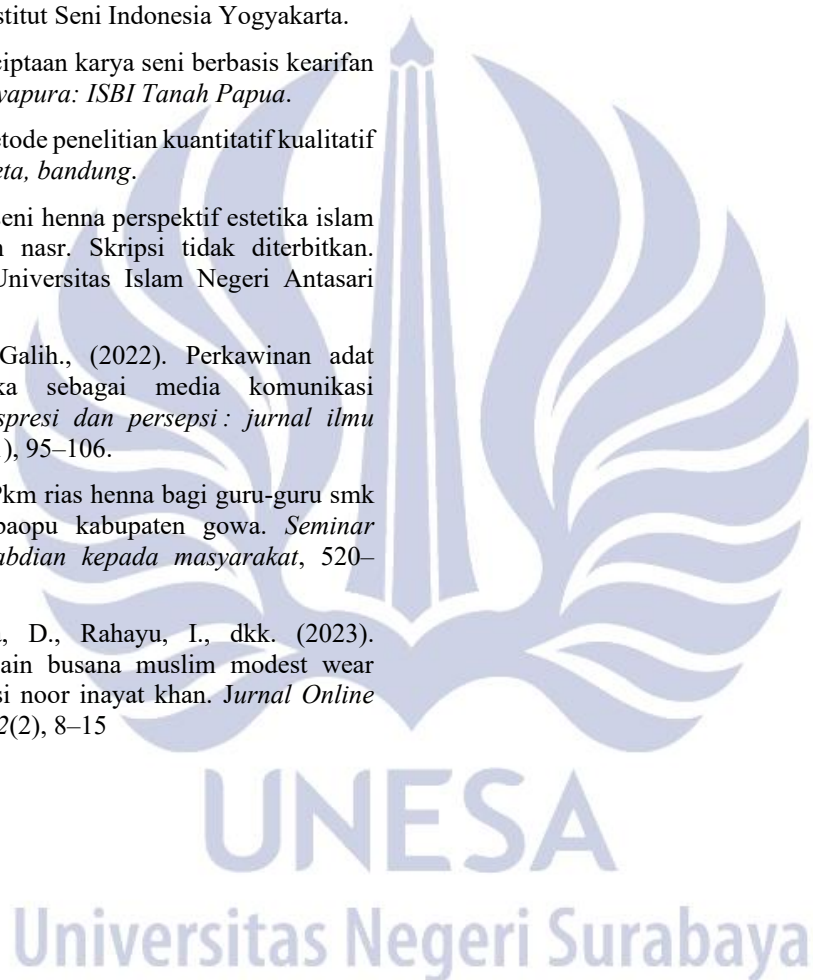 stitut Seni Indonesia Yogyakarta.
ciptaan karya seni berbasis kearifan
yapura: ISBI Tanah Papua.
etode penelitian kuantitatif kualitatif
eta, bandung.
seni henna perspektif estetika islam
n nasr. Skripsi tidak diterbitkan.
Universitas Islam Negeri Antasari
Galih., (2022). Perkawinan adat
ka sebagai media komunikasi
spresi dan persepsi : jurnal ilmu
), 95–106.
Pkm rias henna bagi guru-guru smk
baopu kabupaten gowa. Seminar
abdian kepada masyarakat, 520–
, D., Rahayu, I., dkk. (2023).
ain busana muslim modest wear
si noor inayat khan. Jurnal Online
2(2), 8–15
UNESA
Universitas Negeri Surabaya